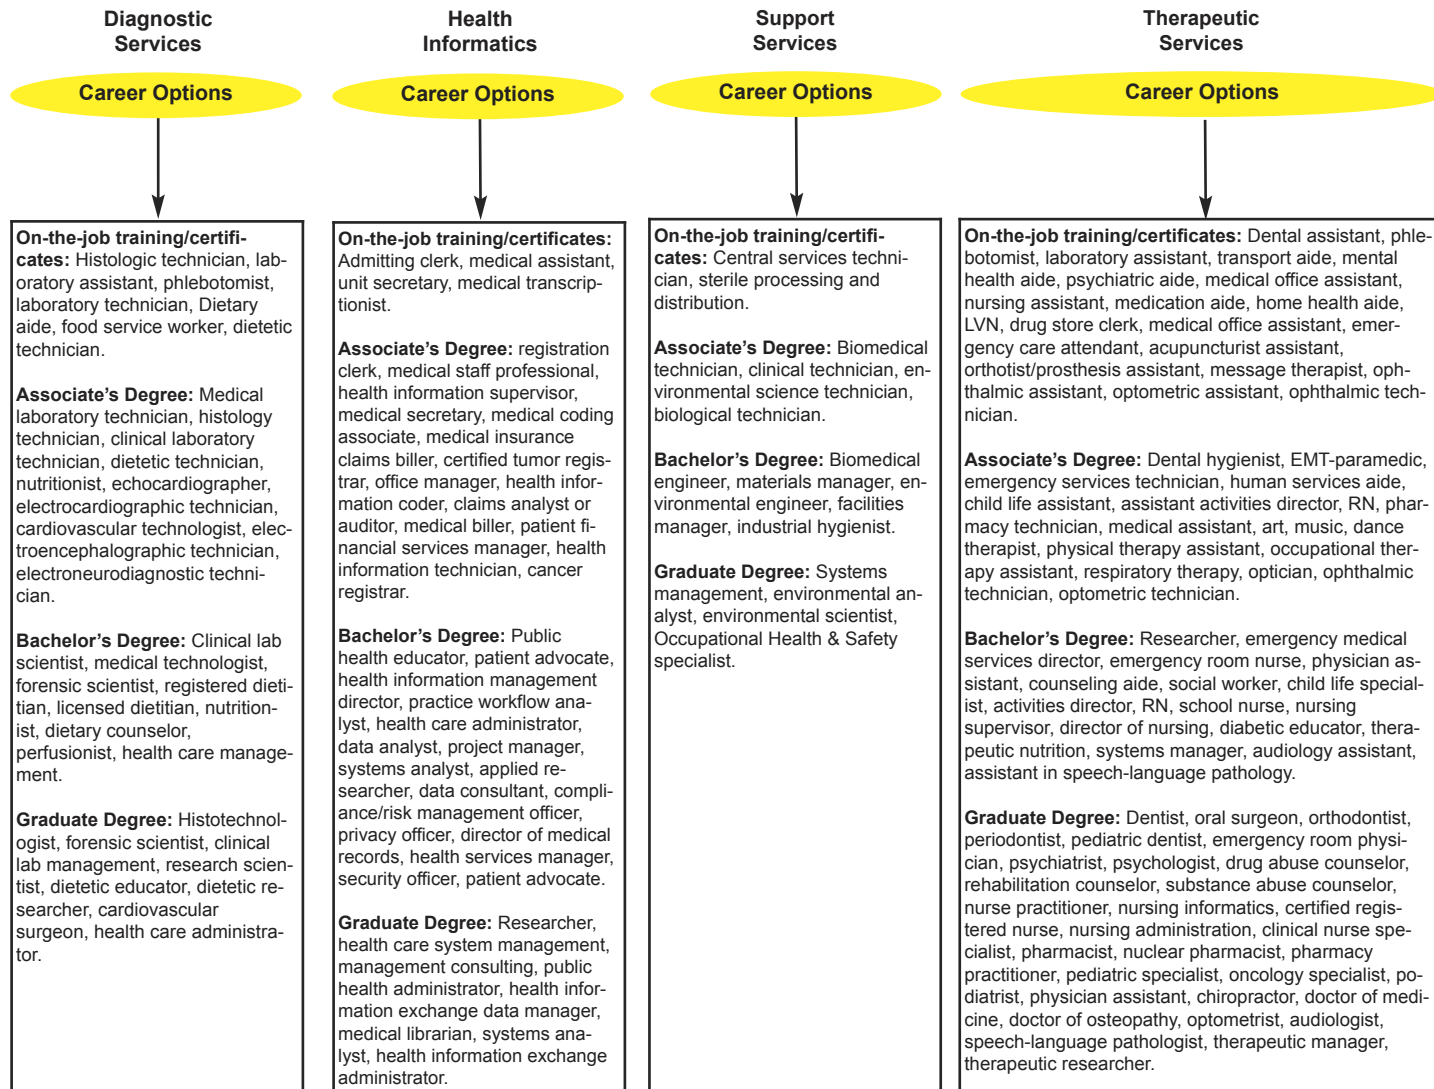 Diagnostic
Services
Career Options
On-the-job training/certifi-
cates: Histologic technician, lab-
oratory assistant, phlebotomist,
laboratory technician, Dietary
aide, food service worker, dietetic
technician.
Associate’s Degree: Medical
laboratory technician, histology
technician, clinical laboratory
technician, dietetic technician,
nutritionist, echocardiographer,
electrocardiographic technician,
cardiovascular technologist, elec-
troencephalographic technician,
electroneurodiagnostic techni-
cian.
Bachelor’s Degree: Clinical lab
scientist, medical technologist,
forensic scientist, registered dieti-
tian, licensed dietitian, nutrition-
ist, dietary counselor,
perfusionist, health care manage-
ment.
Graduate Degree: Histotechnol-
ogist, forensic scientist, clinical
lab management, research scien-
tist, dietetic educator, dietetic re-
searcher, cardiovascular
surgeon, health care administra-
tor.
Health
Informatics
Career Options
On-the-job training/certificates:
Admitting clerk, medical assistant,
unit secretary, medical transcrip-
tionist.
Associate’s Degree: registration
clerk, medical staff professional,
health information supervisor,
medical secretary, medical coding
associate, medical insurance
claims biller, certified tumor regis-
trar, office manager, health infor-
mation coder, claims analyst or
auditor, medical biller, patient fi-
nancial services manager, health
information technician, cancer
registrar.
Bachelor’s Degree: Public
health educator, patient advocate,
health information management
director, practice workflow ana-
lyst, health care administrator,
data analyst, project manager,
systems analyst, applied re-
searcher, data consultant, compli-
ance/risk management officer,
privacy officer, director of medical
records, health services manager,
security officer, patient advocate.
Graduate Degree: Researcher,
health care system management,
management consulting, public
health administrator, health infor-
mation exchange data manager,
medical librarian, systems ana-
lyst, health information exchange
administrator.
Support
Services
Career Options
On-the-job training/certifi-
cates: Central services techni-
cian, sterile processing and
distribution.
Associate’s Degree: Biomedical
technician, clinical technician, en-
vironmental science technician,
biological technician.
Bachelor’s Degree: Biomedical
engineer, materials manager, en-
vironmental engineer, facilities
manager, industrial hygienist.
Graduate Degree: Systems
management, environmental an-
alyst, environmental scientist,
Occupational Health & Safety
specialist.
Therapeutic
Services
Career Options
On-the-job training/certificates: Dental assistant, phle-
botomist, laboratory assistant, transport aide, mental
health aide, psychiatric aide, medical office assistant,
nursing assistant, medication aide, home health aide,
LVN, drug store clerk, medical office assistant, emer-
gency care attendant, acupuncturist assistant,
orthotist/prosthesis assistant, message therapist, oph-
thalmic assistant, optometric assistant, ophthalmic tech-
nician.
Associate’s Degree: Dental hygienist, EMT-paramedic,
emergency services technician, human services aide,
child life assistant, assistant activities director, RN, phar-
macy technician, medical assistant, art, music, dance
therapist, physical therapy assistant, occupational ther-
apy assistant, respiratory therapy, optician, ophthalmic
technician, optometric technician.
Bachelor’s Degree: Researcher, emergency medical
services director, emergency room nurse, physician as-
sistant, counseling aide, social worker, child life special-
ist, activities director, RN, school nurse, nursing
supervisor, director of nursing, diabetic educator, thera-
peutic nutrition, systems manager, audiology assistant,
assistant in speech-language pathology.
Graduate Degree: Dentist, oral surgeon, orthodontist,
periodontist, pediatric dentist, emergency room physi-
cian, psychiatrist, psychologist, drug abuse counselor,
rehabilitation counselor, substance abuse counselor,
nurse practitioner, nursing informatics, certified regis-
tered nurse, nursing administration, clinical nurse spe-
cialist, pharmacist, nuclear pharmacist, pharmacy
practitioner, pediatric specialist, oncology specialist, po-
diatrist, physician assistant, chiropractor, doctor of medi-
cine, doctor of osteopathy, optometrist, audiologist,
speech-language pathologist, therapeutic manager,
therapeutic researcher.